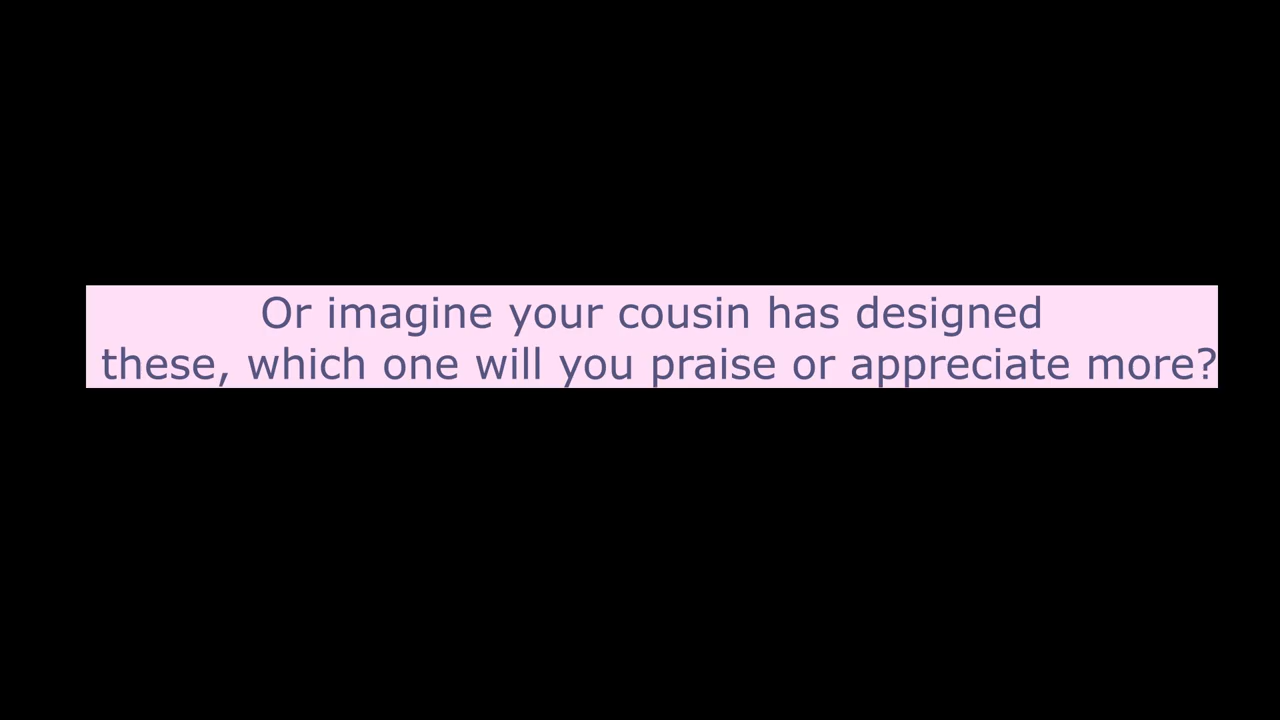 Or imagine your cousin has designed
these, which one will you praise or appreciate more?